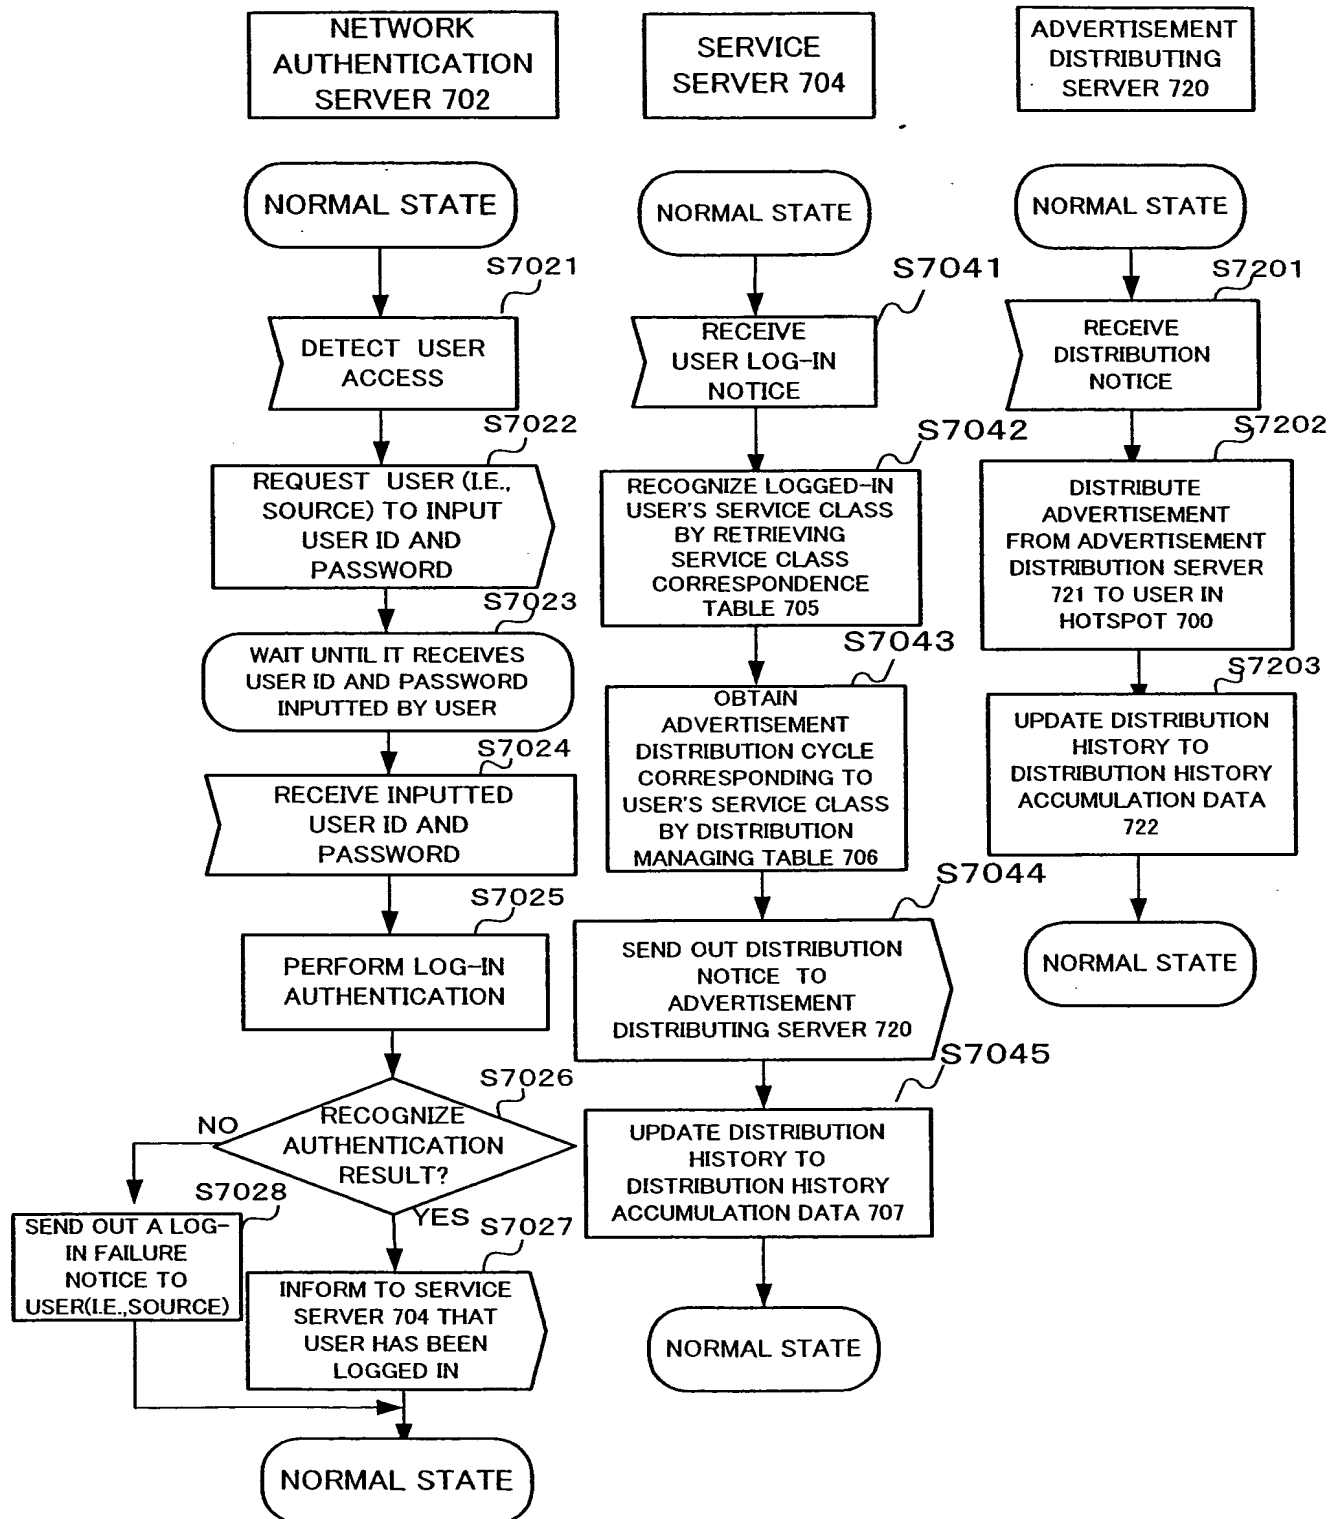 NETWORK
AUTHENTICATION
SERVER 702
NORMAL STATE
S7021
DETECT USER
ACCESS
S7022
REQUEST USER (I.E.,
SOURCE) TO INPUT
USER ID AND
PASSWORD
S7023
WAIT UNTIL IT RECEIVES
USER ID AND PASSWORD
INPUTTED BY USER
S7024
RECEIVE INPUTTED
USER ID AND
PASSWORD
S7025
PERFORM LOG-IN
AUTHENTICATION
S7026
RECOGNIZE
AUTHENTICATION
RESULT?
NO
YES
S7028
SEND OUT A LOG-
IN FAILURE
NOTICE TO
USER(I.E.,SOURCE)
S7027
INFORM TO SERVICE
SERVER 704 THAT
USER HAS BEEN
LOGGED IN
NORMAL STATE
SERVICE
SERVER 704
NORMAL STATE
S7041
RECEIVE
USER LOG-IN
NOTICE
S7042
RECOGNIZE LOGGED-IN
USER'S SERVICE CLASS
BY RETRIEVING
SERVICE CLASS
CORRESPONDENCE
TABLE 705
S7043
OBTAIN
ADVERTISEMENT
DISTRIBUTION CYCLE
CORRESPONDING TO
USER'S SERVICE CLASS
BY DISTRIBUTION
MANAGING TABLE 706
S7044
SEND OUT DISTRIBUTION
NOTICE TO
ADVERTISEMENT
DISTRIBUTING SERVER 720
S7045
UPDATE DISTRIBUTION
HISTORY TO
DISTRIBUTION HISTORY
ACCUMULATION DATA 707
NORMAL STATE
ADVERTISEMENT
DISTRIBUTING
SERVER 720
NORMAL STATE
S7201
RECEIVE
DISTRIBUTION
NOTICE
S7202
DISTRIBUTE
ADVERTISEMENT
FROM ADVERTISEMENT
DISTRIBUTION SERVER
721 TO USER IN
HOTSPOT 700
S7203
UPDATE DISTRIBUTION
HISTORY TO
DISTRIBUTION HISTORY
ACCUMULATION DATA
722
NORMAL STATE